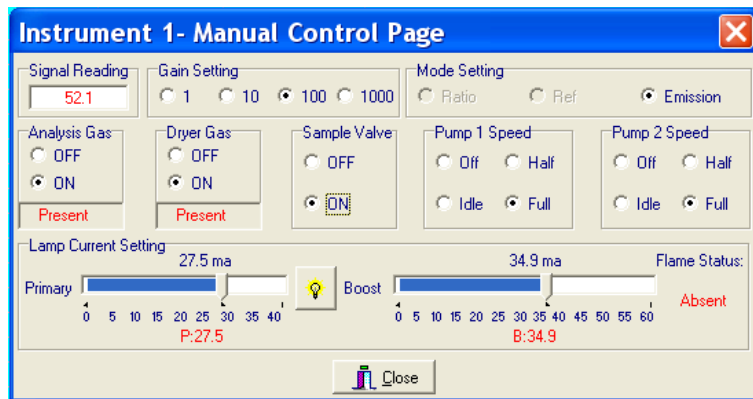 Instrument 1- Manual Control Page
Signal Reading
52.1
Gain Setting
1 10 100 1000
Mode Setting
Ratio Ref Emission
Analysis Gas
OFF
ON
Present
Dryer Gas
OFF
ON
Present
Sample Valve
OFF
ON
Pump 1 Speed
Off Half
Idle Full
Pump 2 Speed
Off Half
Idle Full
Lamp Current Setting
27.5 ma
Primary
0 5 10 15 20 25 30 35 40
P:27.5
34.9 ma
Boost
0 5 10 15 20 25 30 35 40 45 50 55 60
B:34.9
Flame Status:
Absent
Close